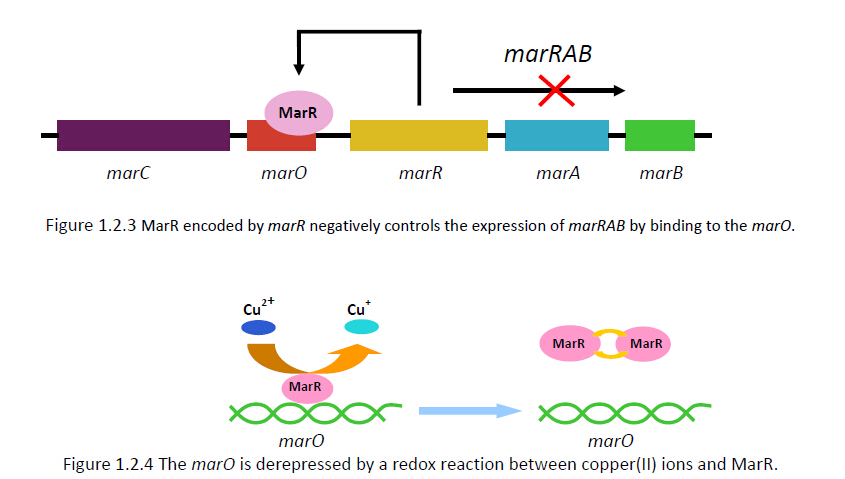 marRAB
MarR
marC marO marR marA marB
Figure 1.2.3 MarR encoded by marR negatively controls the expression of marRAB by binding to the marO.
Cu2+ Cu+
MarR MarR
MarR
marO marO
Figure 1.2.4 The marO is derepressed by a redox reaction between copper(II) ions and MarR.